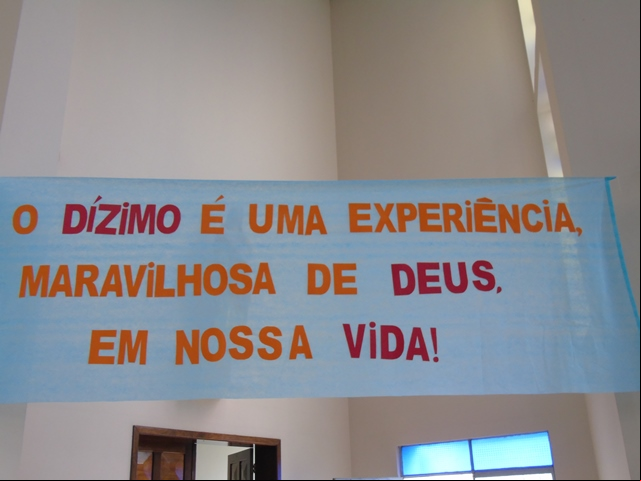 O DÍZiMO É UMA EXPERiÊNCiA,
MARAViLHOSA DE DEUS,
EM NOSSA ViDA!